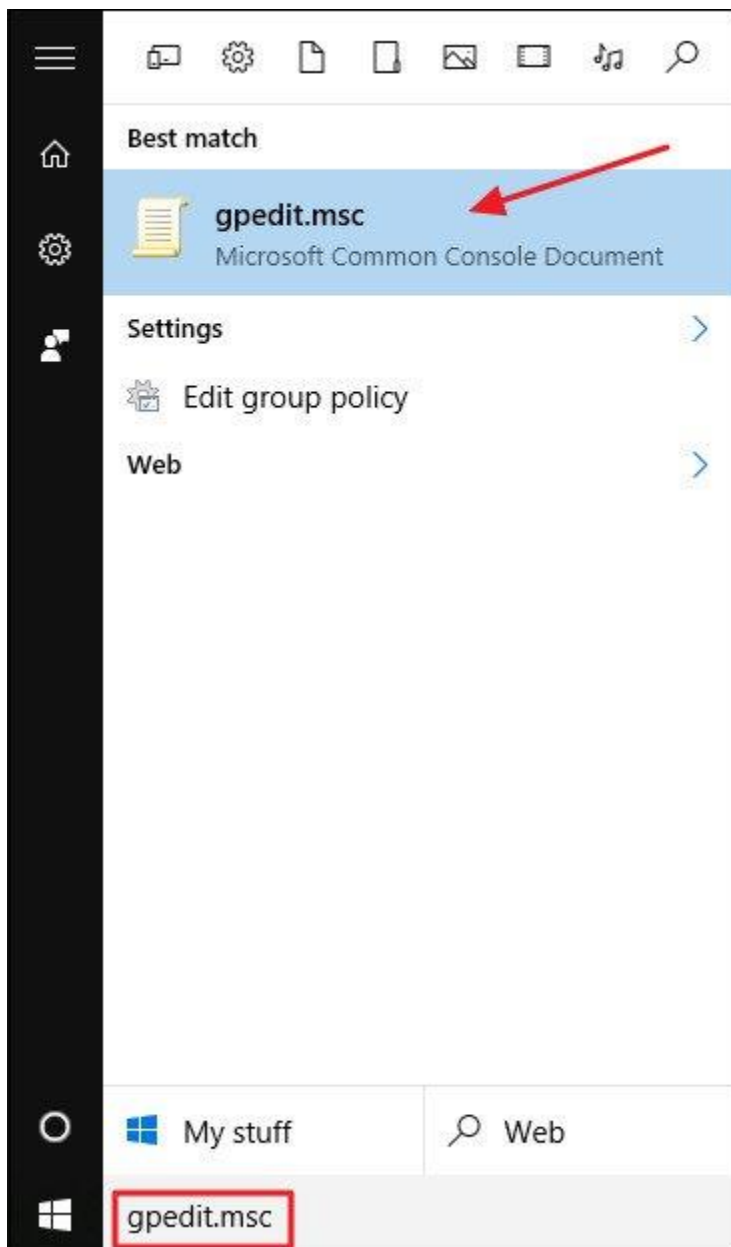 Best match
gpedit.msc
Microsoft Common Console Document
Settings
Edit group policy
Web
My stuff
Web
gpedit.msc